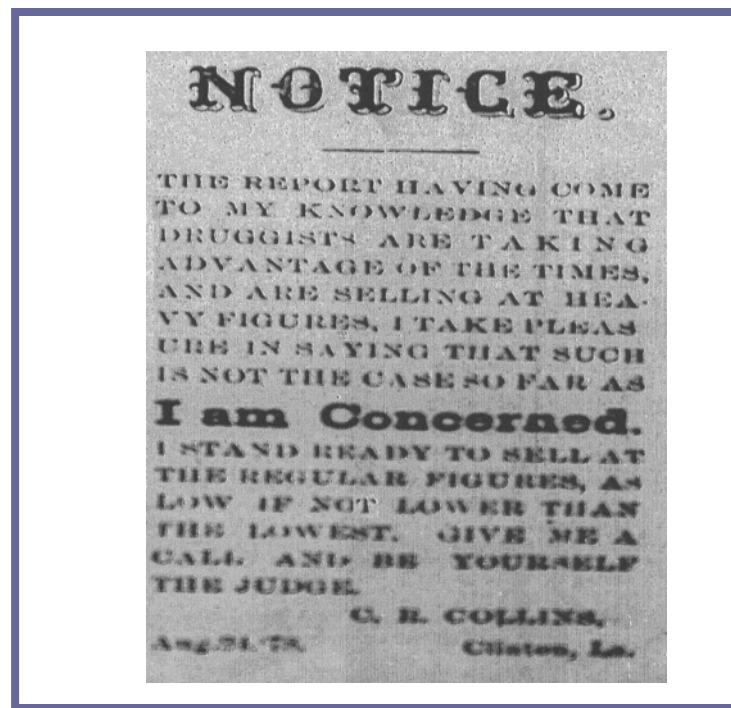 NOTICE.
THE REPORT HAVING COME
TO MY KNOWLEDGE THAT
DRUGGISTS ARE TAKING
ADVANTAGE OF THE TIMES,
AND ARE SELLING AT HEA-
VY FIGURES, I TAKE PLEAS
URE IN SAYING THAT SUCH
IS NOT THE CASE SO FAR AS
I am Concerned.
I STAND READY TO SELL AT
THE REGULAR FIGURES, AS
LOW IF NOT LOWER THAN
THE LOWEST. GIVE ME A
CALL AND BE YOURSELF
THE JUDGE.
C. R. COLLINS,
Aug. 24, '78. Clinton, La.